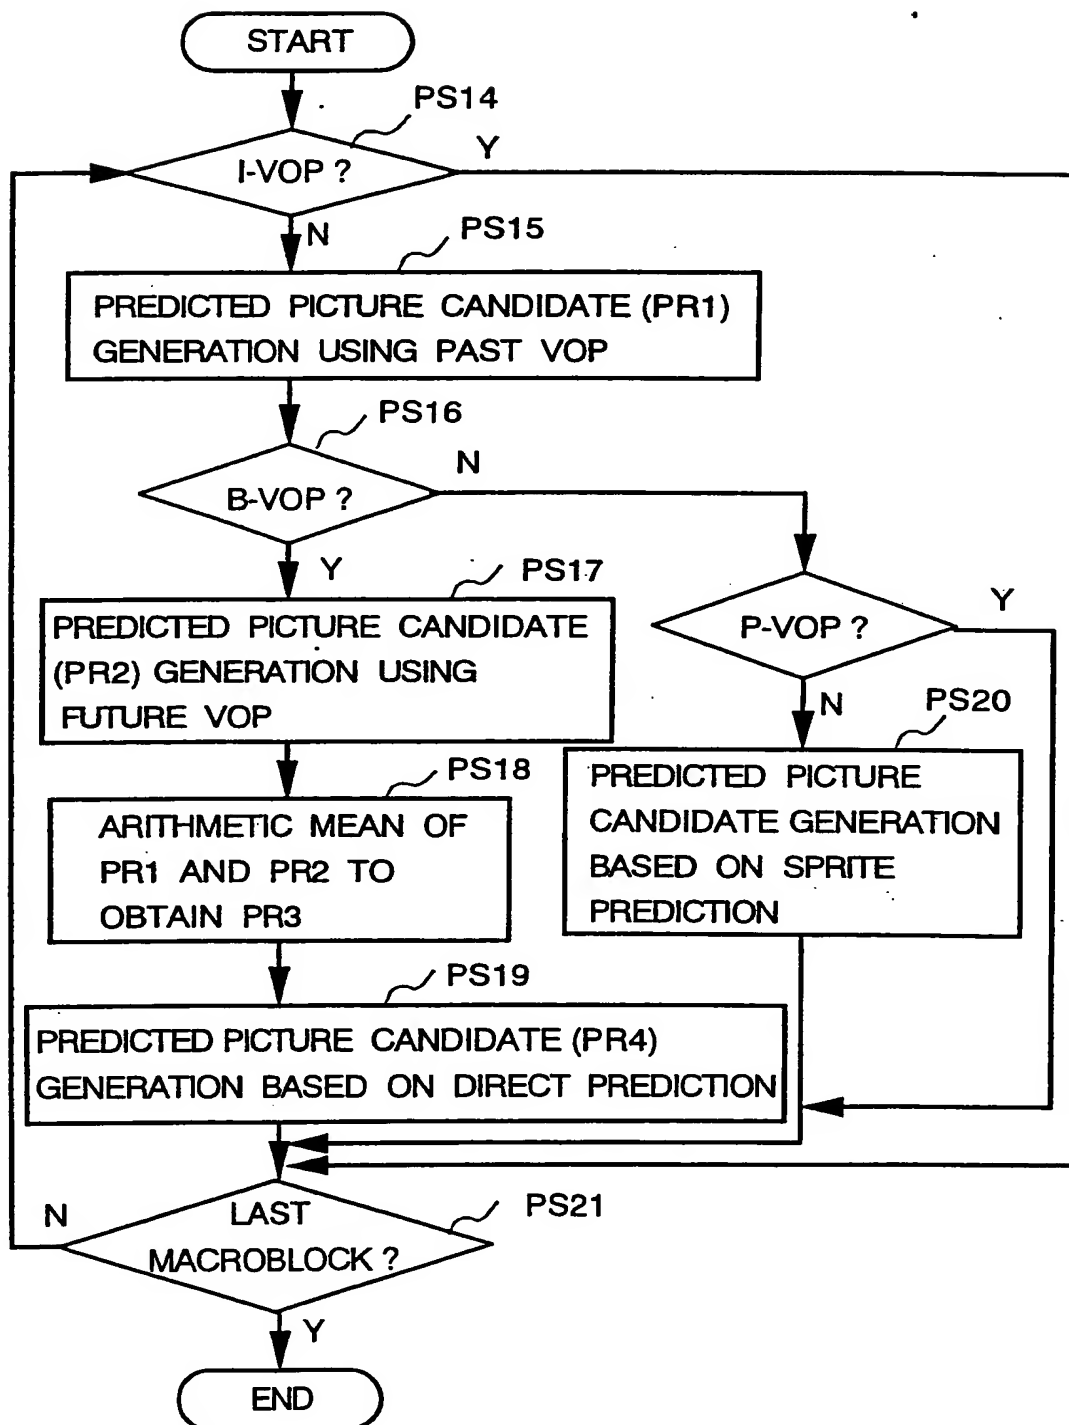 START
PS14
I-VOP ?
Y
N
PS15
PREDICTED PICTURE CANDIDATE (PR1)
GENERATION USING PAST VOP
PS16
B-VOP ?
N
Y
PS17
PREDICTED PICTURE CANDIDATE
(PR2) GENERATION USING
FUTURE VOP
P-VOP ?
Y
N
PS20
PREDICTED PICTURE
CANDIDATE GENERATION
BASED ON SPRITE
PREDICTION
PS18
ARITHMETIC MEAN OF
PR1 AND PR2 TO
OBTAIN PR3
PS19
PREDICTED PICTURE CANDIDATE (PR4)
GENERATION BASED ON DIRECT PREDICTION
N
LAST
MACROBLOCK ?
PS21
Y
END